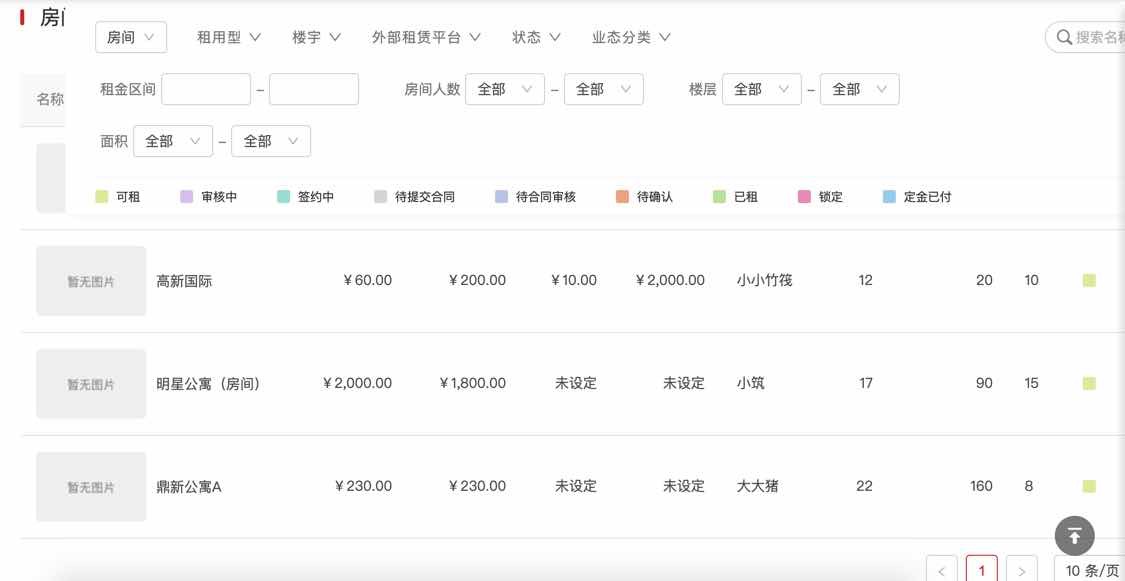 房间
房间 租用型 楼宇 外部租赁平台 状态 业态分类 搜索名称
租金区间 – 房间人数 全部 – 全部 楼层 全部 – 全部
名称
面积 全部 – 全部
可租 审核中 签约中 待提交合同 待合同审核 待确认 已租 锁定 定金已付
暂无图片 高新国际 ¥60.00 ¥200.00 ¥10.00 ¥2,000.00 小小竹筏 12 20 10
暂无图片 明星公寓（房间） ¥2,000.00 ¥1,800.00 未设定 未设定 小筑 17 90 15
暂无图片 鼎新公寓A ¥230.00 ¥230.00 未设定 未设定 大大猪 22 160 8
< 1 > 10 条/页